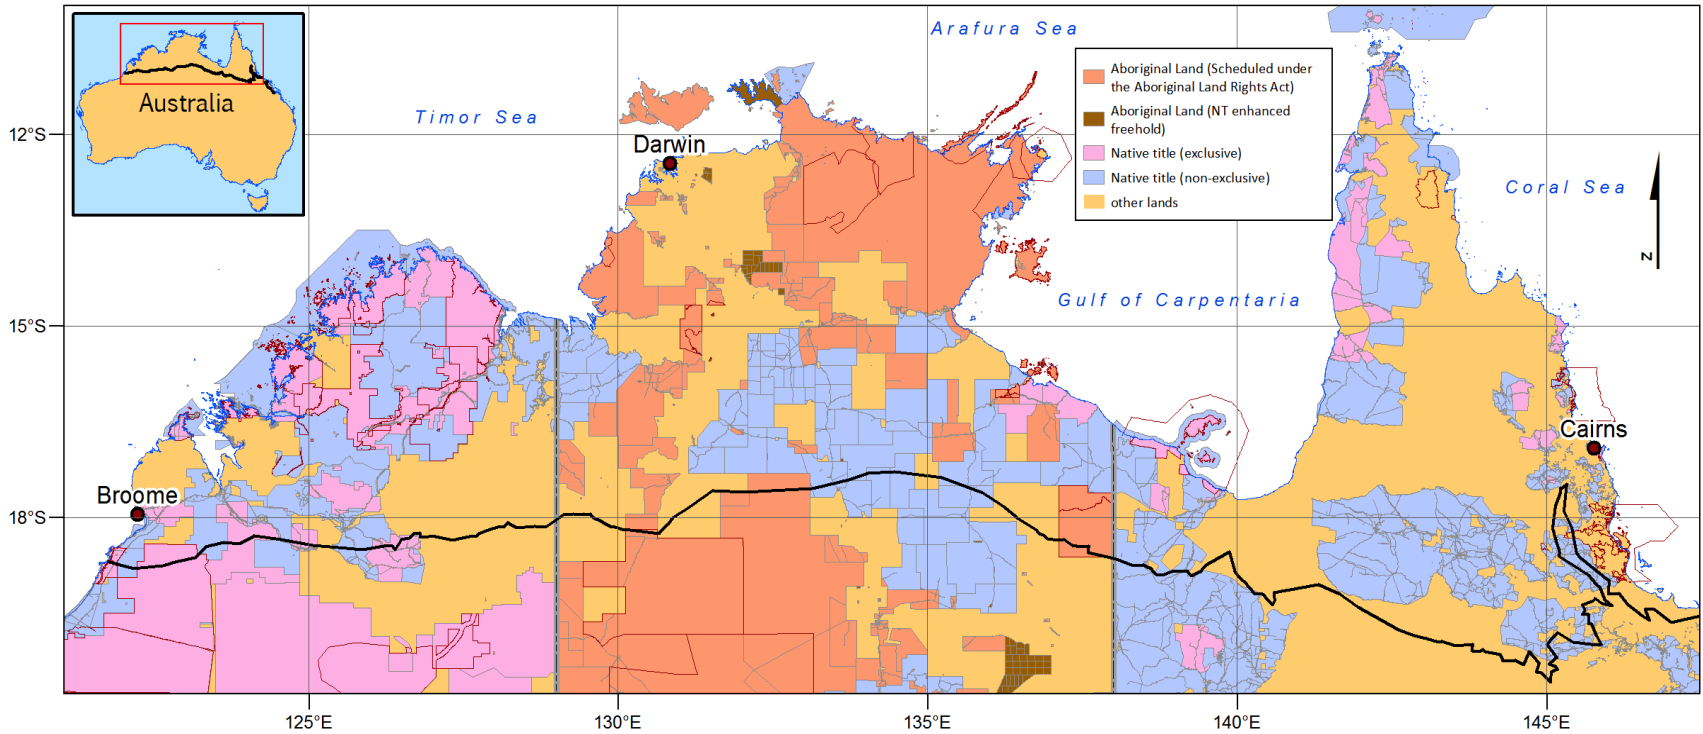 Arafura Sea
Australia
Timor Sea
Aboriginal Land (Scheduled under
the Aboriginal Land Rights Act)
Aboriginal Land (NT enhanced
freehold)
Native title (exclusive)
Native title (non-exclusive)
other lands
12°S
Darwin
Coral Sea
N
Gulf of Carpentaria
15°S
Cairns
Broome
18°S
125°E
130°E
135°E
140°E
145°E